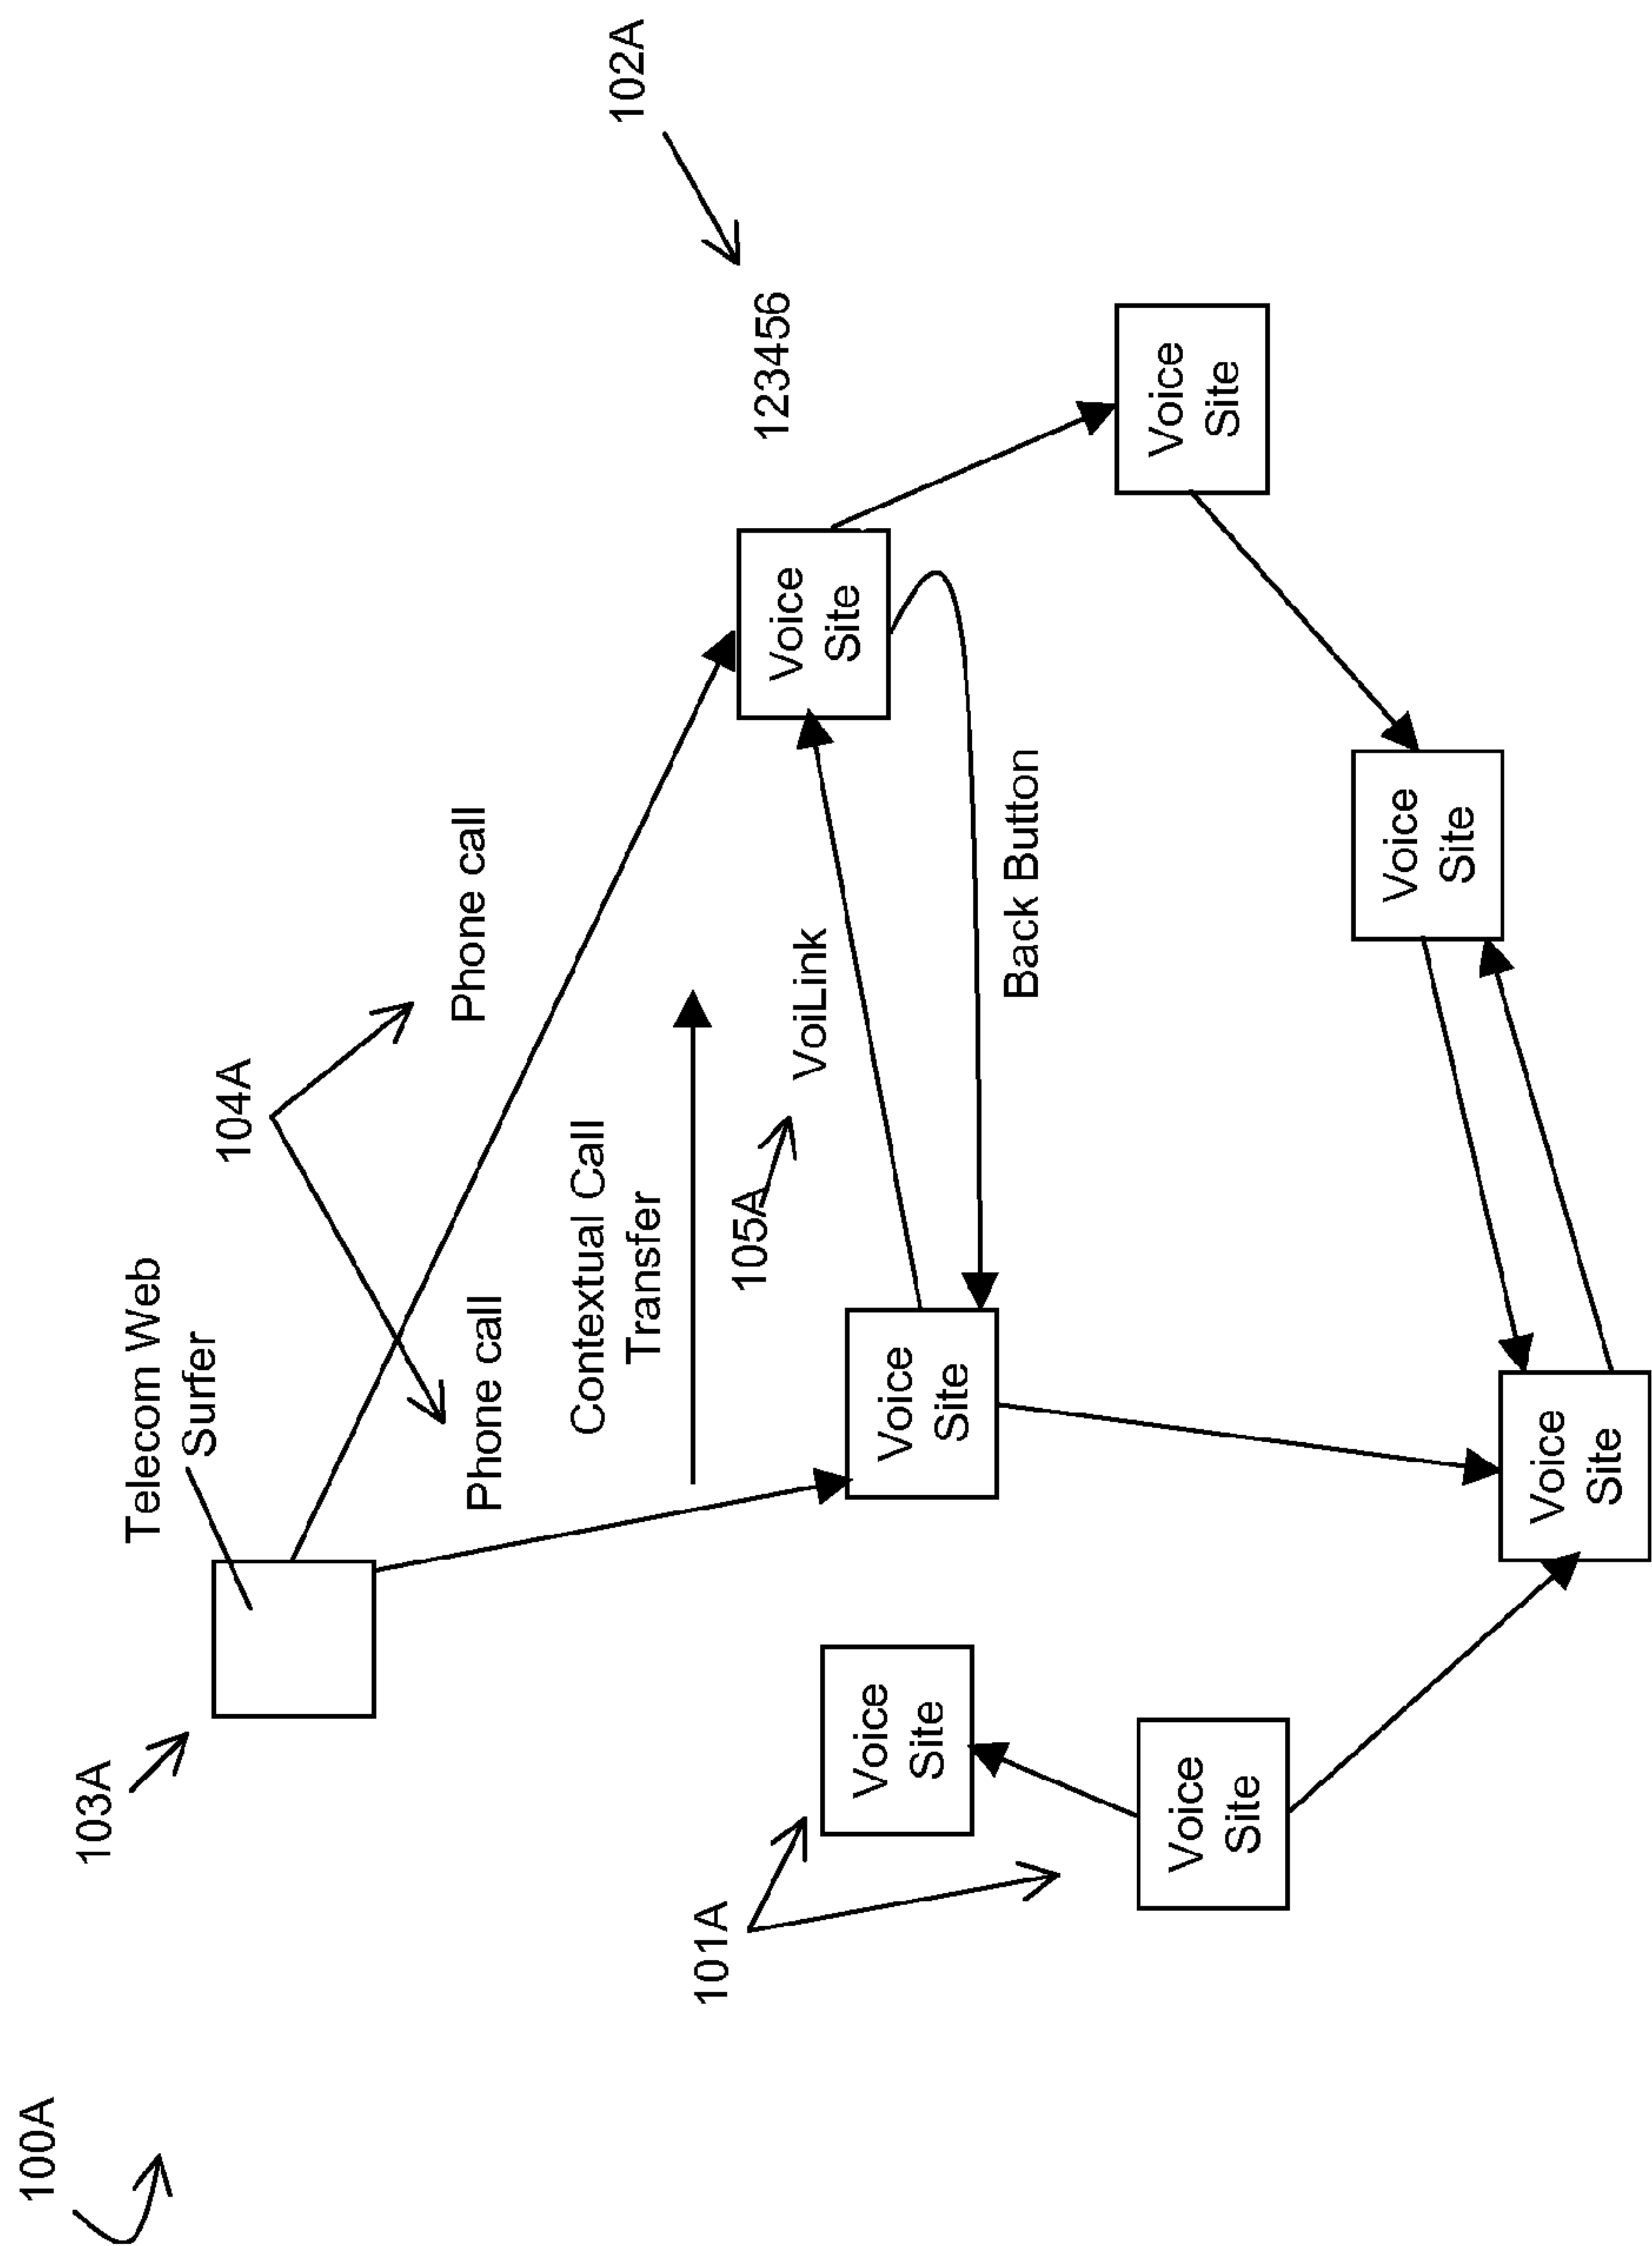 100A
103A
Telecom Web
Surfer
104A
Phone call
Phone call
Contextual Call
Transfer
102A
123456
105A
VoiLink
Voice
Site
Back Button
101A
Voice
Site
Voice
Site
Voice
Site
Voice
Site
Voice
Site
Voice
Site